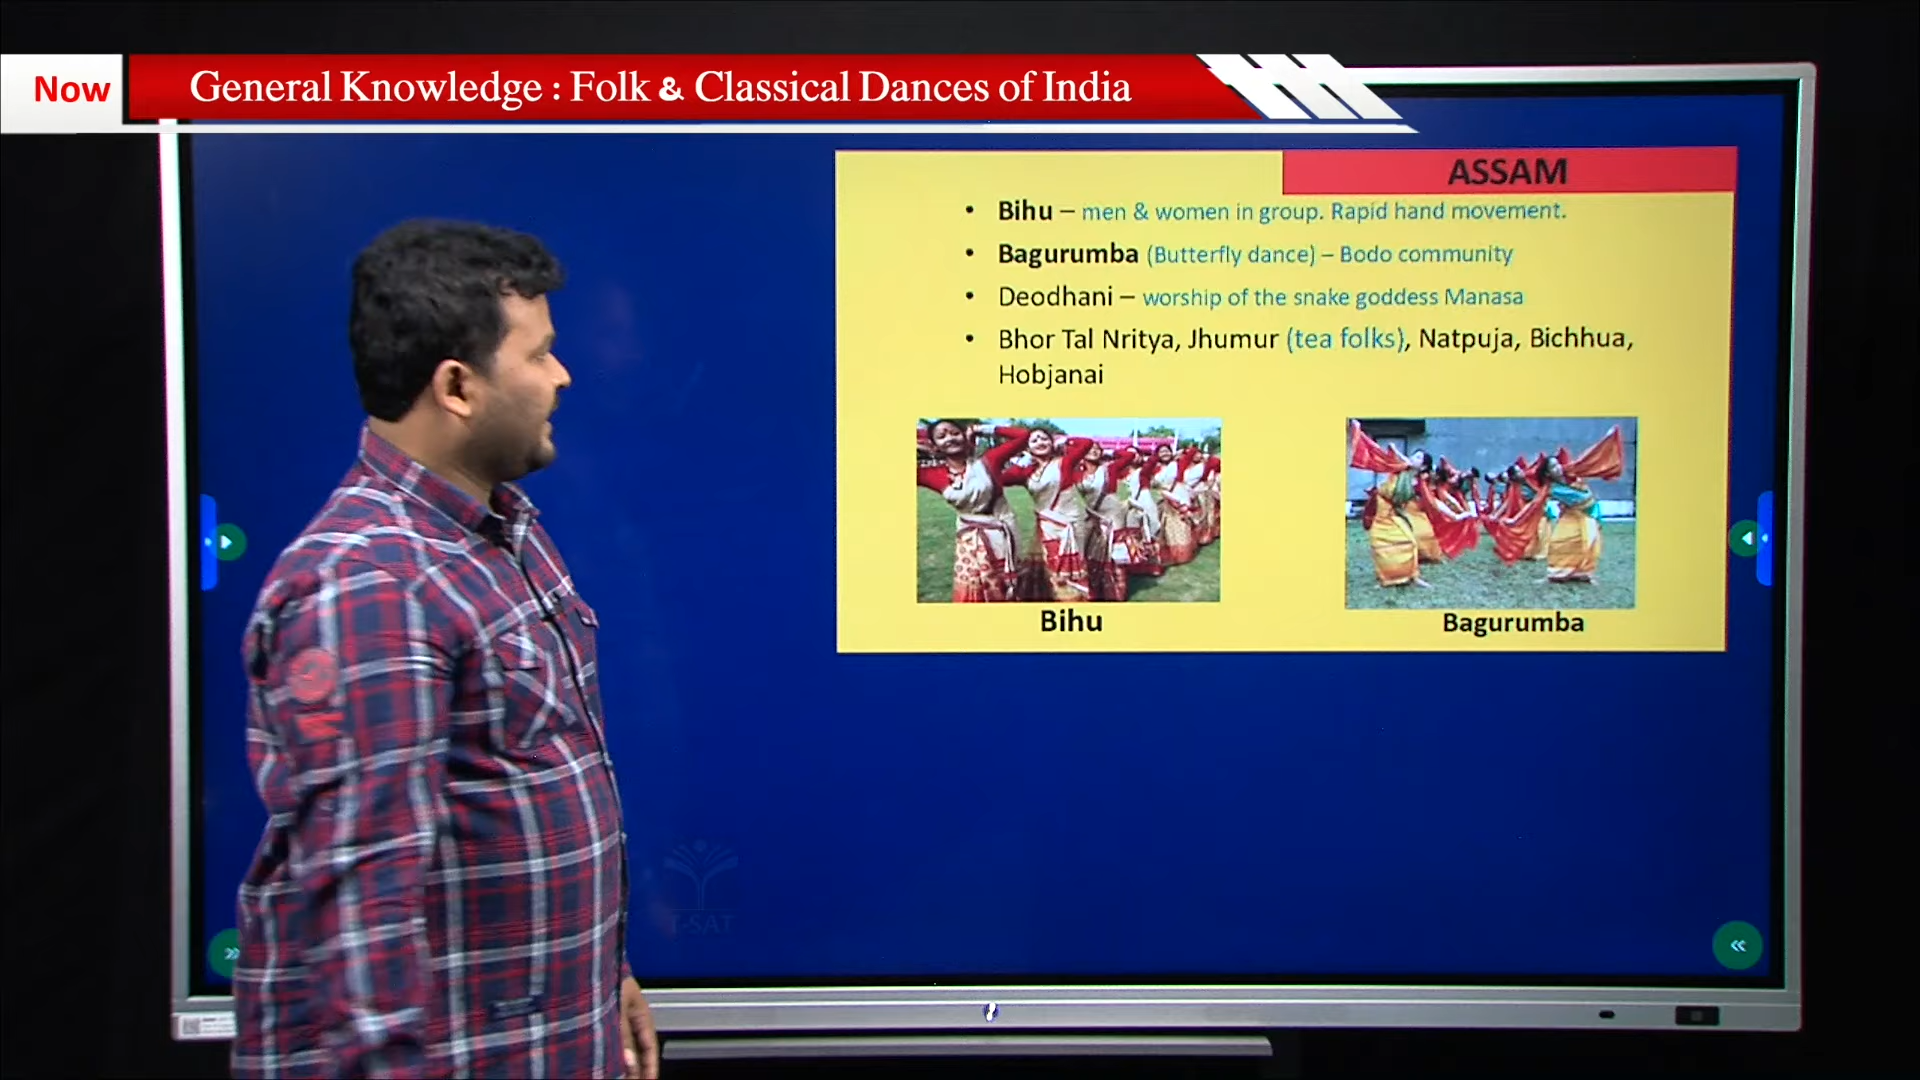 Now
General Knowledge : Folk & Classical Dances of India
ASSAM
• Bihu – men & women in group. Rapid hand movement.
• Bagurumba (Butterfly dance) – Bodo community
• Deodhani – worship of the snake goddess Manasa
• Bhor Tal Nritya, Jhumur (tea folks), Natpuja, Bichhua,
Hobjanai
Bihu
Bagurumba
T-SAT